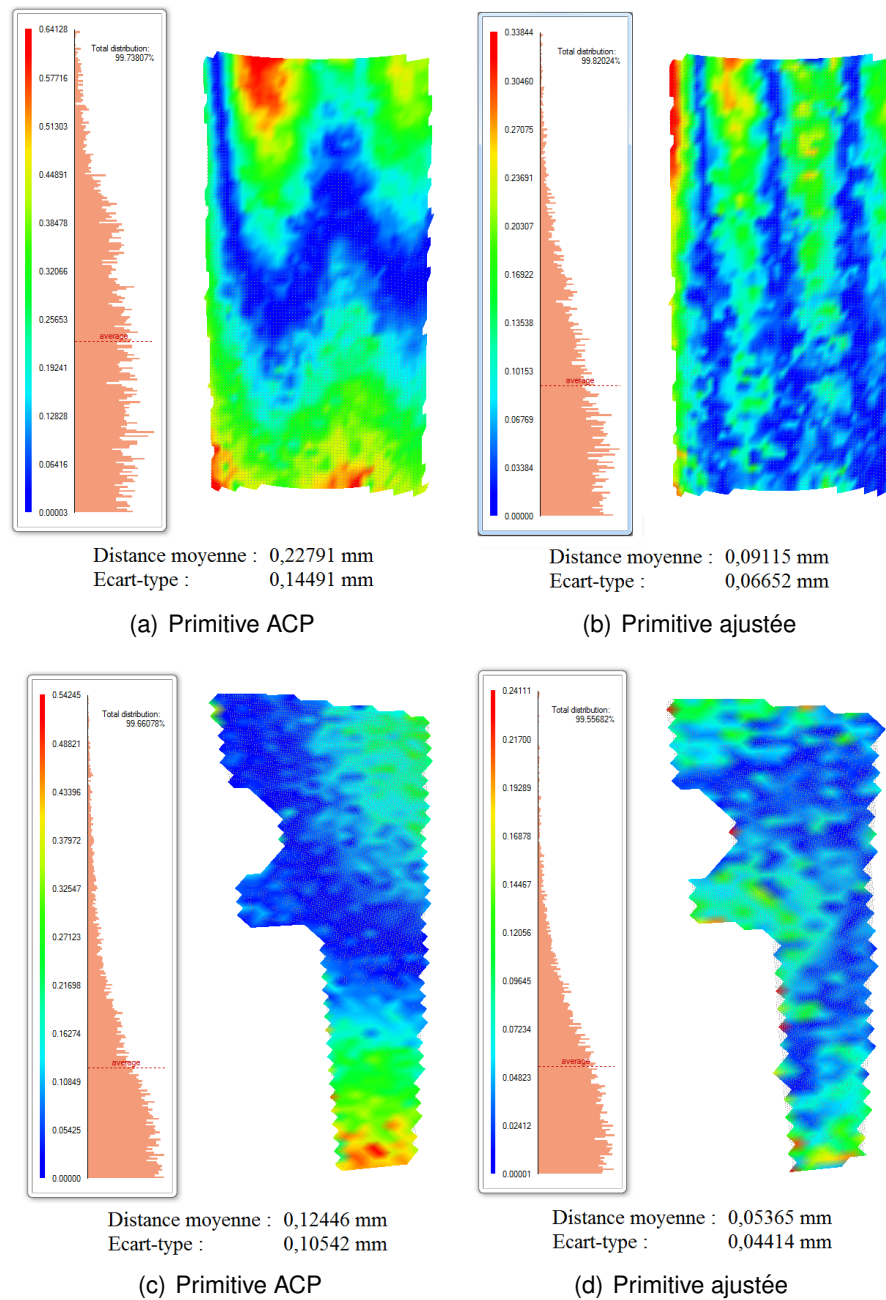 0.64128
Total distribution:
99.73807%
0.57716
0.51303
0.44891
0.38478
0.32066
0.25653
average
0.19241
0.12828
0.06416
0.00003
Distance moyenne : 0,22791 mm
Ecart-type : 0,14491 mm
(a) Primitive ACP
0.33844
Total distribution:
99.82024%
0.30460
0.27075
0.23691
0.20307
0.16922
0.13538
0.10153
average
0.06769
0.03384
0.00000
Distance moyenne : 0,09115 mm
Ecart-type : 0,06652 mm
(b) Primitive ajustée
0.54245
Total distribution:
99.66078%
0.48821
0.43396
0.37972
0.32547
0.27123
0.21698
0.16274
average
0.10849
0.05425
0.00000
Distance moyenne : 0,12446 mm
Ecart-type : 0,10542 mm
(c) Primitive ACP
0.24111
Total distribution:
99.55682%
0.21700
0.19289
0.16878
0.14467
0.12056
0.09645
0.07234
average
0.04823
0.02412
0.00001
Distance moyenne : 0,05365 mm
Ecart-type : 0,04414 mm
(d) Primitive ajustée